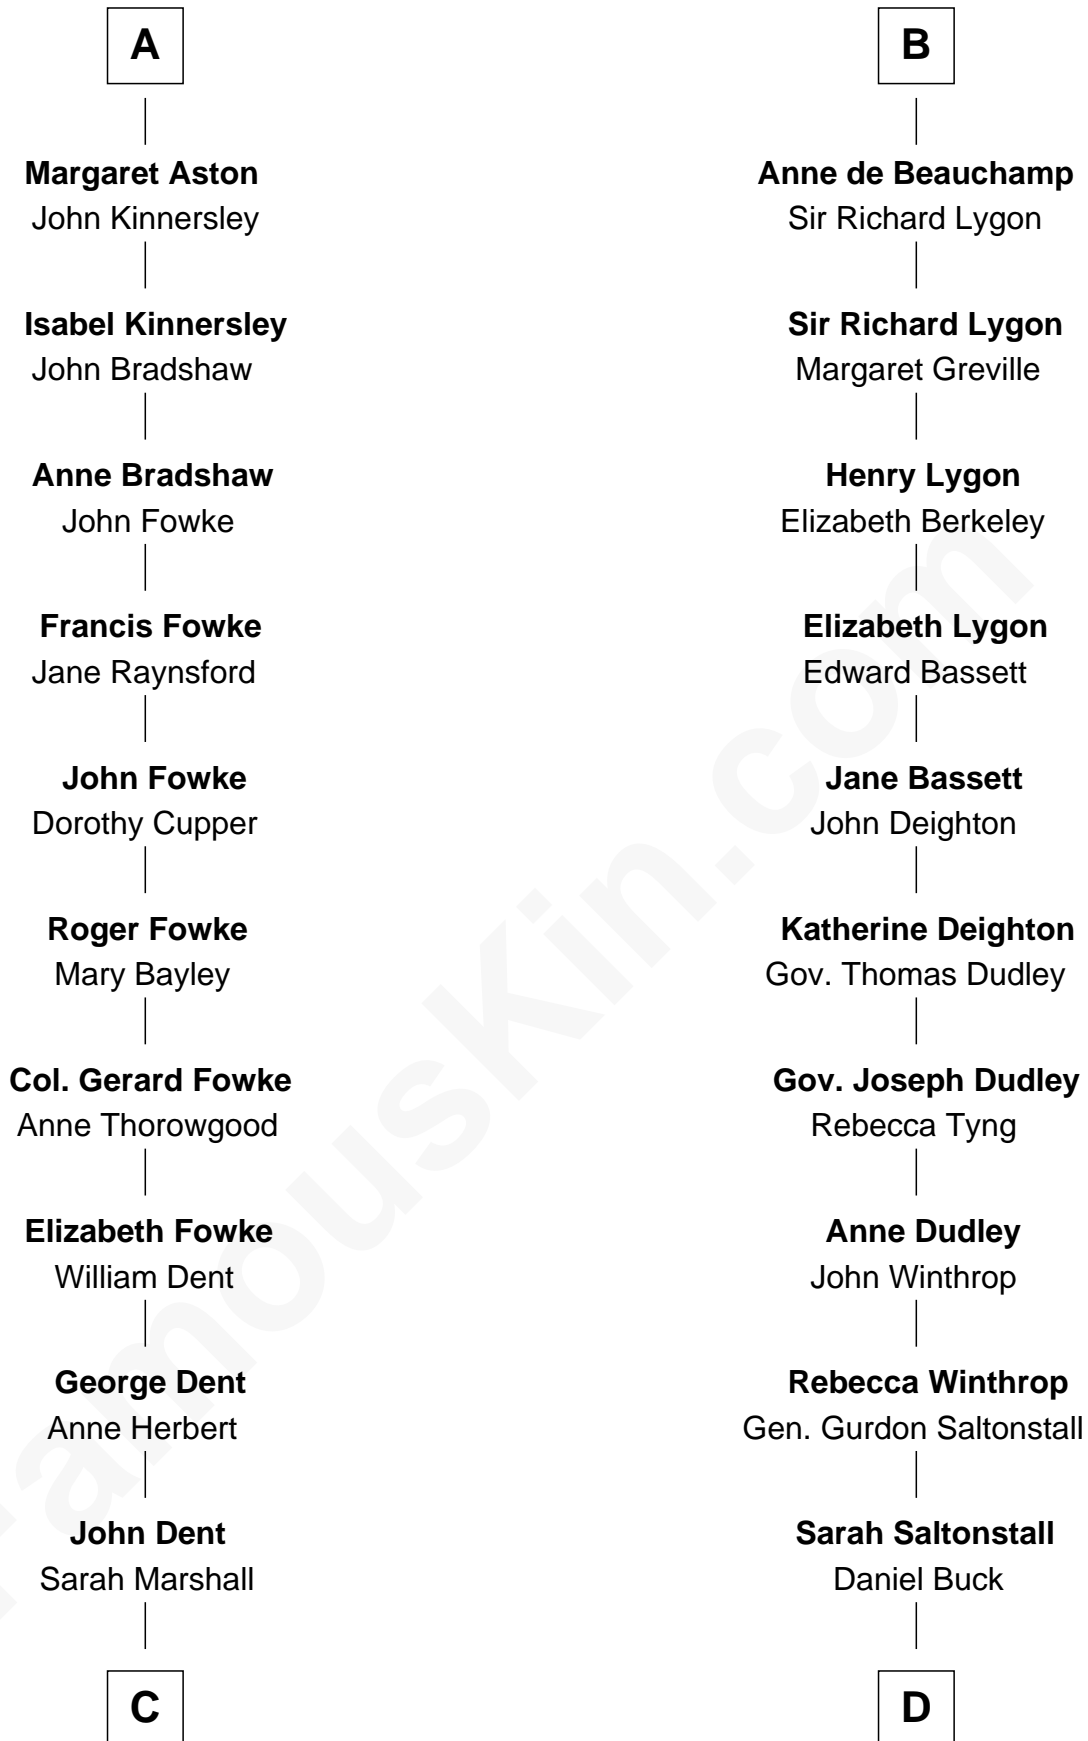 A
Margaret Aston
John Kinnersley
Isabel Kinnersley
John Bradshaw
Anne Bradshaw
John Fowke
Francis Fowke
Jane Raynsford
John Fowke
Dorothy Cupper
Roger Fowke
Mary Bayley
Col. Gerard Fowke
Anne Thorowgood
Elizabeth Fowke
William Dent
George Dent
Anne Herbert
John Dent
Sarah Marshall
C
B
Anne de Beauchamp
Sir Richard Lygon
Sir Richard Lygon
Margaret Greville
Henry Lygon
Elizabeth Berkeley
Elizabeth Lygon
Edward Bassett
Jane Bassett
John Deighton
Katherine Deighton
Gov. Thomas Dudley
Gov. Joseph Dudley
Rebecca Tyng
Anne Dudley
John Winthrop
Rebecca Winthrop
Gen. Gurdon Saltonstall
Sarah Saltonstall
Daniel Buck
D
FamousKin.com